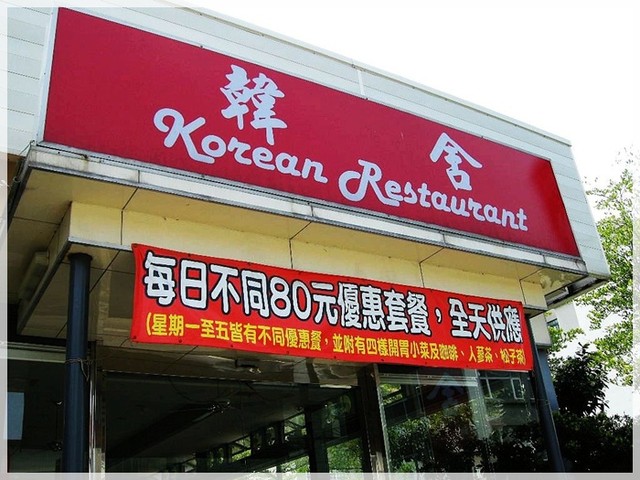 韓舍
Korean Restaurant
每日不同80元優惠套餐，全天供應
(星期一至五皆有不同優惠餐，並附有四樣開胃小菜及咖啡、人蔘茶、松子茶)